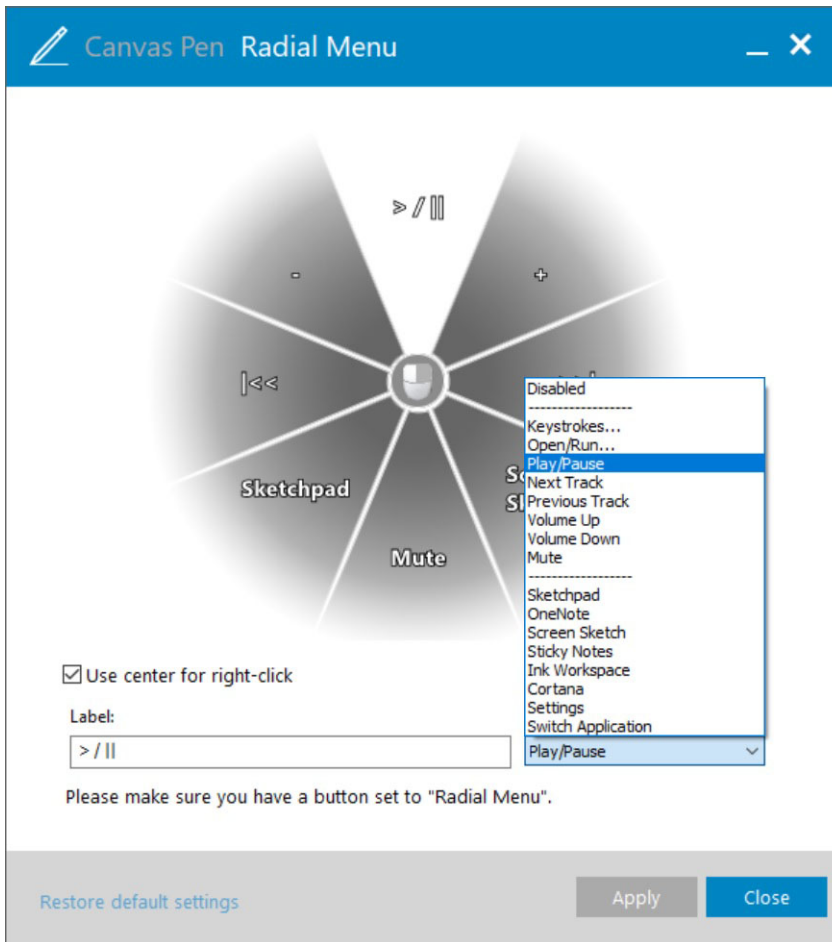 Canvas Pen Radial Menu
> / ||
- +
|<<
Sketchpad
Mute
Disabled
------------------
Keystrokes...
Open/Run...
Play/Pause
Next Track
Previous Track
Volume Up
Volume Down
Mute
------------------
Sketchpad
OneNote
Screen Sketch
Sticky Notes
Ink Workspace
Cortana
Settings
Switch Application
Use center for right-click
Label:
> / || Play/Pause
Please make sure you have a button set to "Radial Menu".
Restore default settings Apply Close